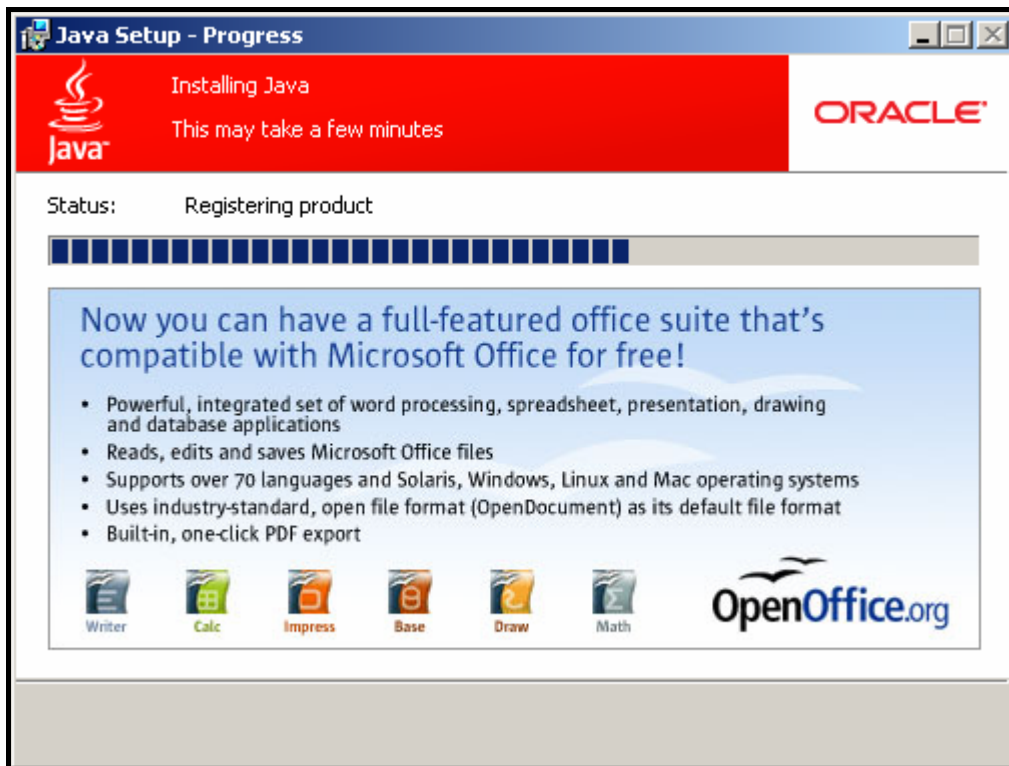 Java Setup - Progress
Installing Java
This may take a few minutes
Java™
ORACLE®
Status: Registering product
Now you can have a full-featured office suite that's
compatible with Microsoft Office for free!
• Powerful, integrated set of word processing, spreadsheet, presentation, drawing
and database applications
• Reads, edits and saves Microsoft Office files
• Supports over 70 languages and Solaris, Windows, Linux and Mac operating systems
• Uses industry-standard, open file format (OpenDocument) as its default file format
• Built-in, one-click PDF export
Writer Calc Impress Base Draw Math
OpenOffice.org